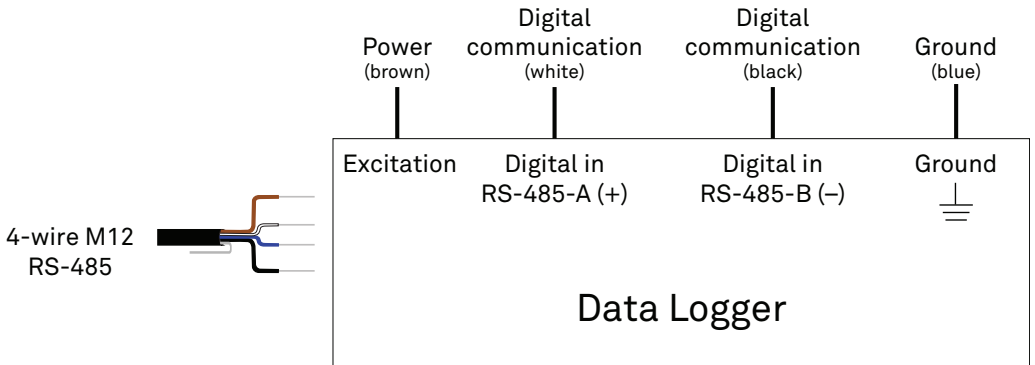 Power
(brown)
Digital
communication
(white)
Digital
communication
(black)
Ground
(blue)
Excitation
Digital in
RS-485-A (+)
Digital in
RS-485-B (–)
Ground
4-wire M12
RS-485
Data Logger